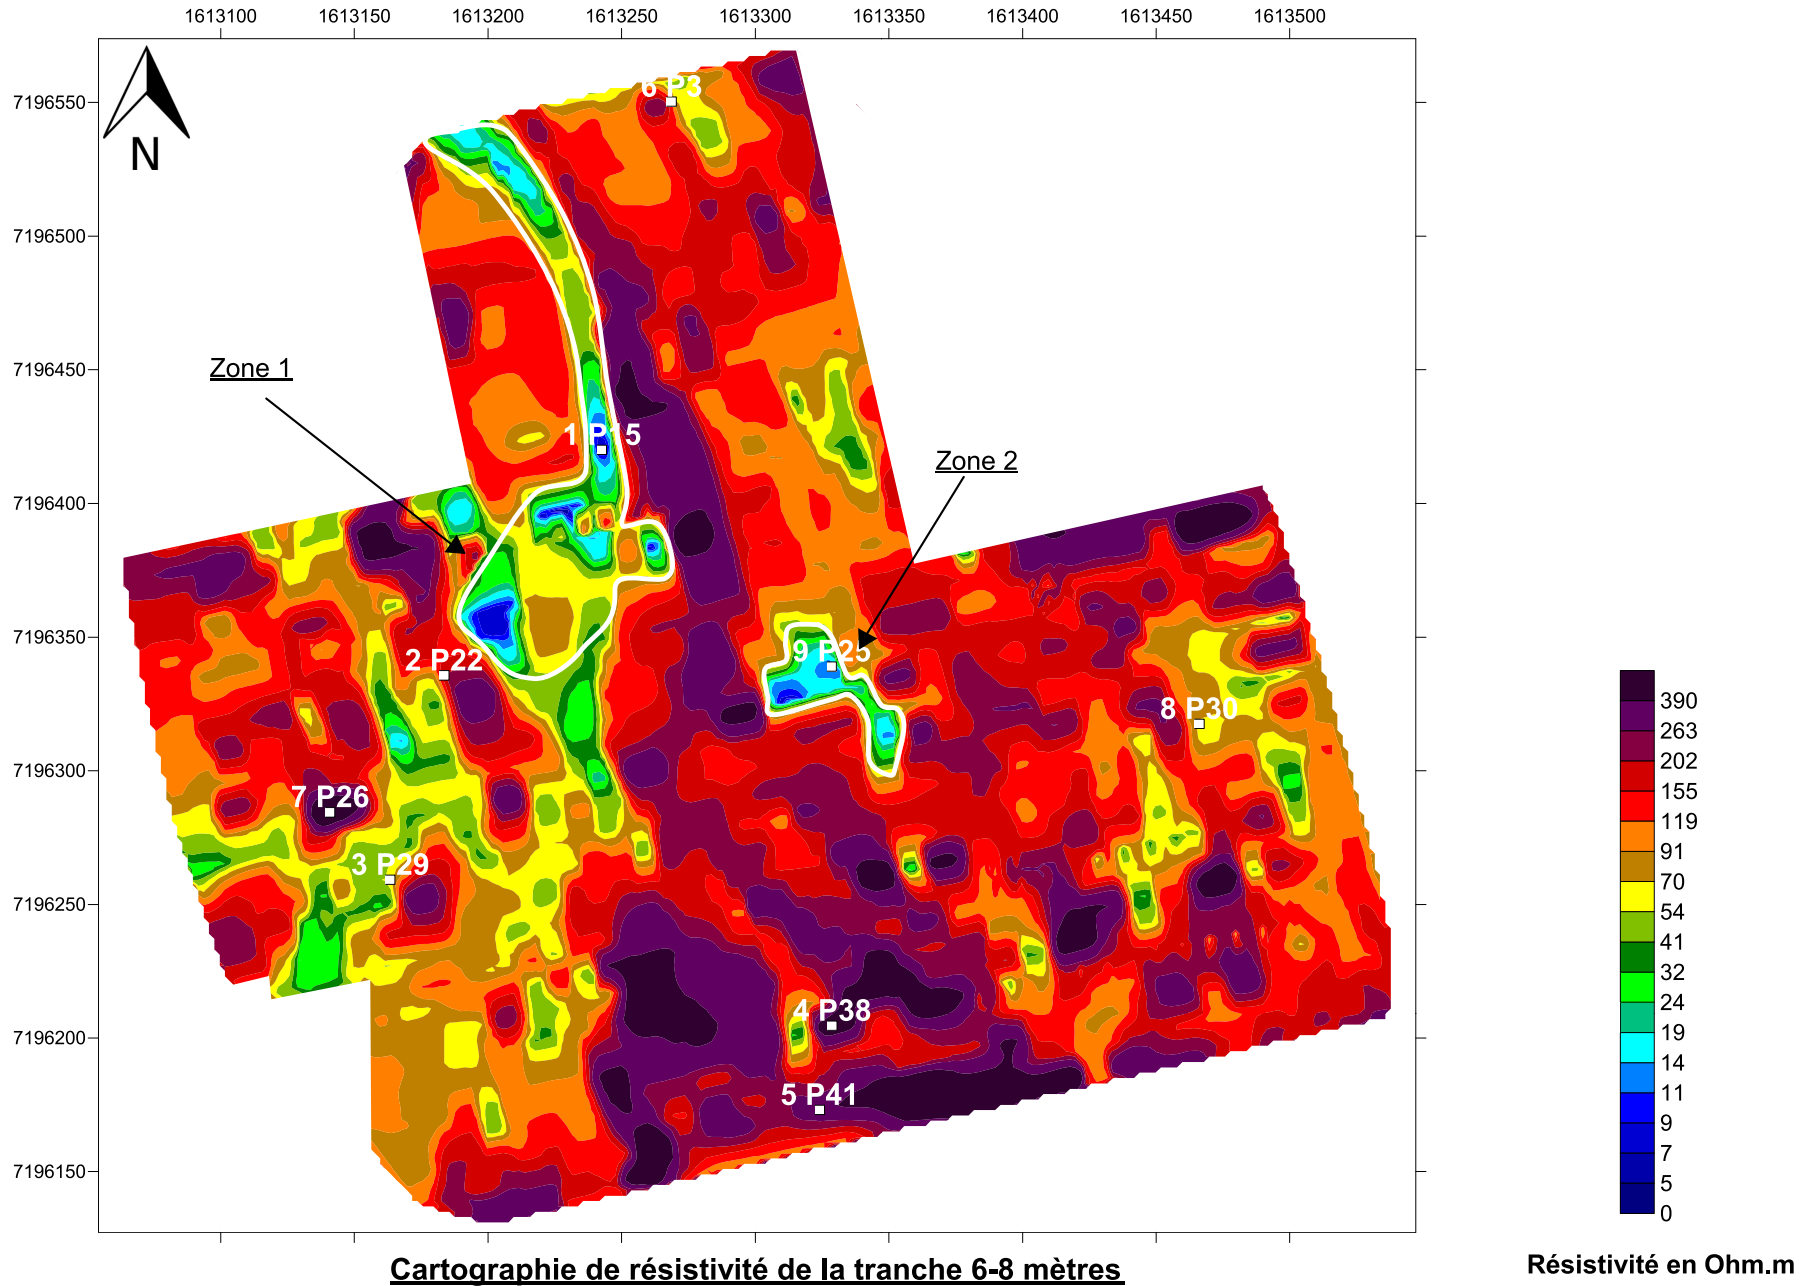 1613100 1613150 1613200 1613250 1613300 1613350 1613400 1613450 1613500
7196550
7196500
7196450
7196400
7196350
7196300
7196250
7196200
7196150
N
6 P3
Zone 1
1 P15
Zone 2
2 P22
9 P25
8 P30
7 P26
3 P29
4 P38
5 P41
390
263
202
155
119
91
70
54
41
32
24
19
14
11
9
7
5
0
Cartographie de résistivité de la tranche 6-8 mètres
Résistivité en Ohm.m